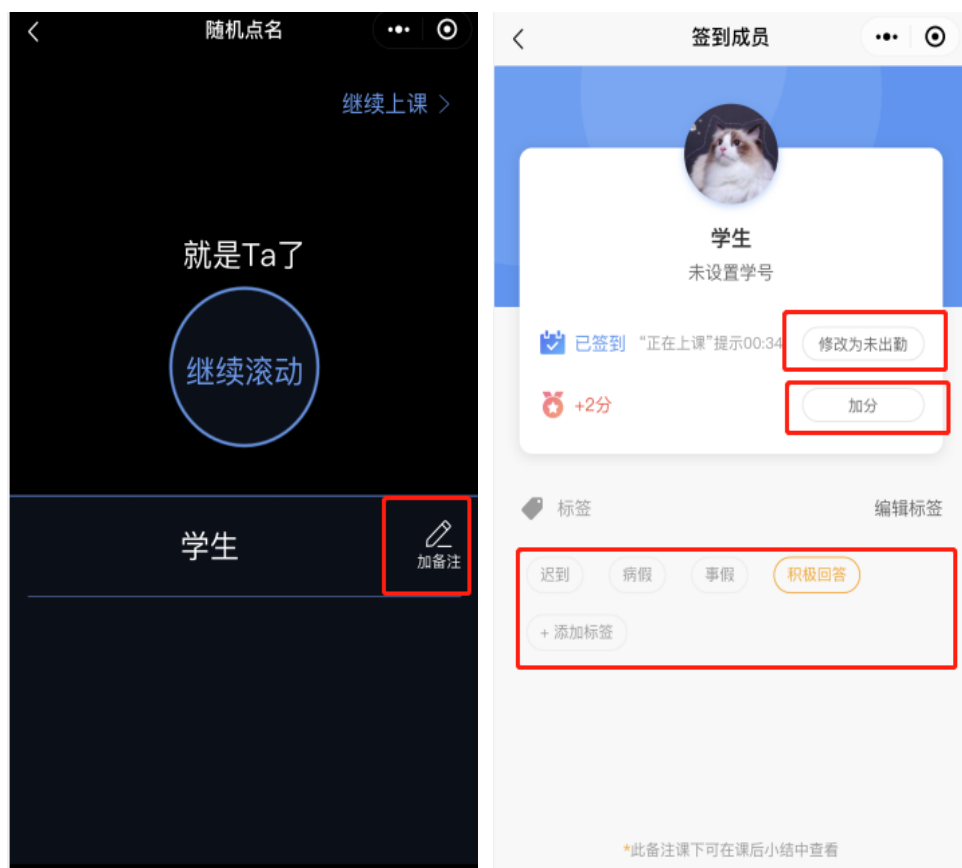 随机点名
继续上课
就是Ta了
继续滚动
学生
加备注
签到成员
学生
未设置学号
已签到 “正在上课”提示00:34 修改为未出勤
+2分 加分
标签 编辑标签
迟到 病假 事假 积极回答
+ 添加标签
*此备注课下可在课后小结中查看